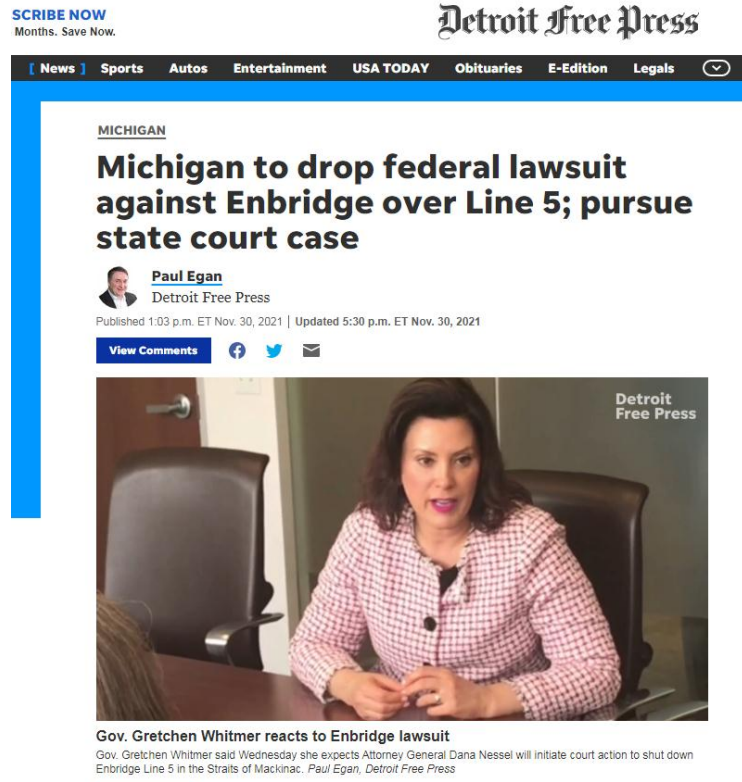 SCRIBE NOW
Months. Save Now.
Detroit Free Press
[ News ] Sports Autos Entertainment USA TODAY Obituaries E-Edition Legals
MICHIGAN
Michigan to drop federal lawsuit
against Enbridge over Line 5; pursue
state court case
Paul Egan
Detroit Free Press
Published 1:03 p.m. ET Nov. 30, 2021 | Updated 5:30 p.m. ET Nov. 30, 2021
View Comments
Detroit
Free Press
Gov. Gretchen Whitmer reacts to Enbridge lawsuit
Gov. Gretchen Whitmer said Wednesday she expects Attorney General Dana Nessel will initiate court action to shut down
Enbridge Line 5 in the Straits of Mackinac. Paul Egan, Detroit Free Press